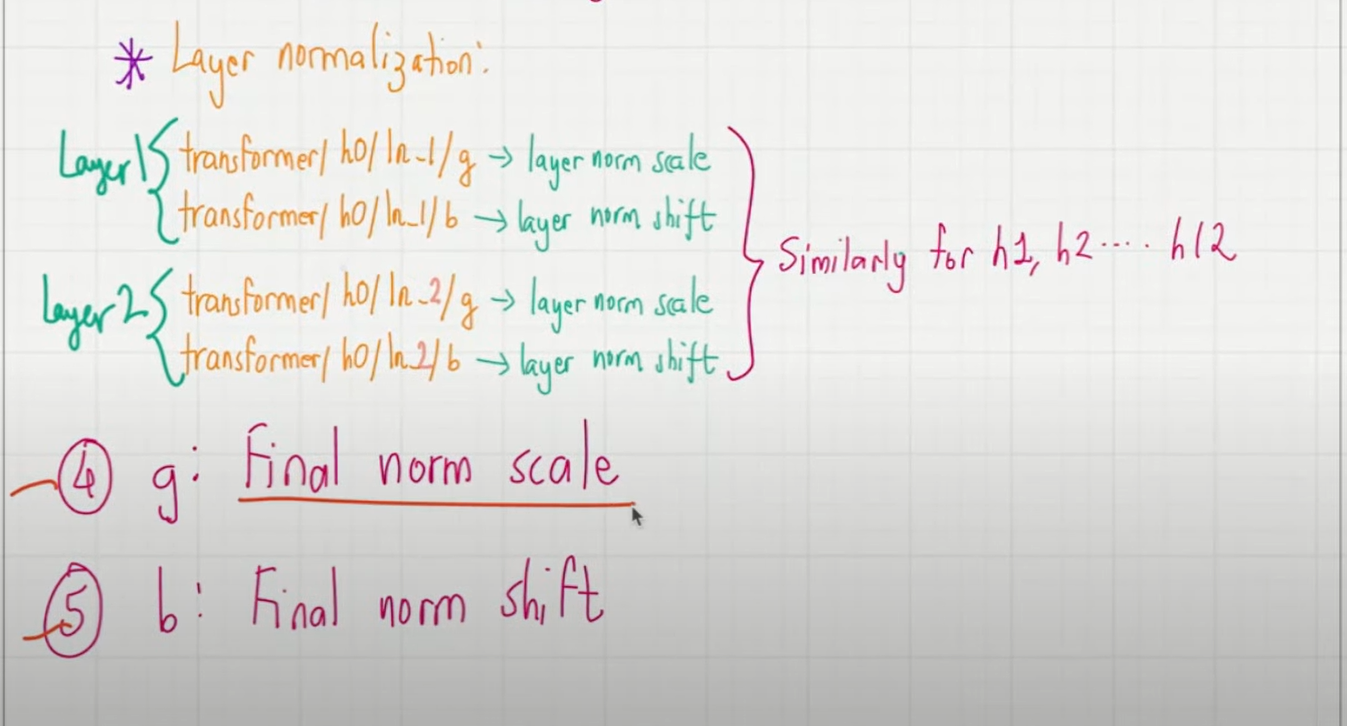 * Layer normalization:
Layer 1 { transformer/ h0/ ln_1/g → layer norm scale
transformer/ h0/ ln_1/b → layer norm shift
Layer 2 { transformer/ h0/ ln_2/g → layer norm scale
transformer/ h0/ ln_2/b → layer norm shift
} Similarly for h1, h2 .... h12
④ g: Final norm scale
⑤ b: Final norm shift